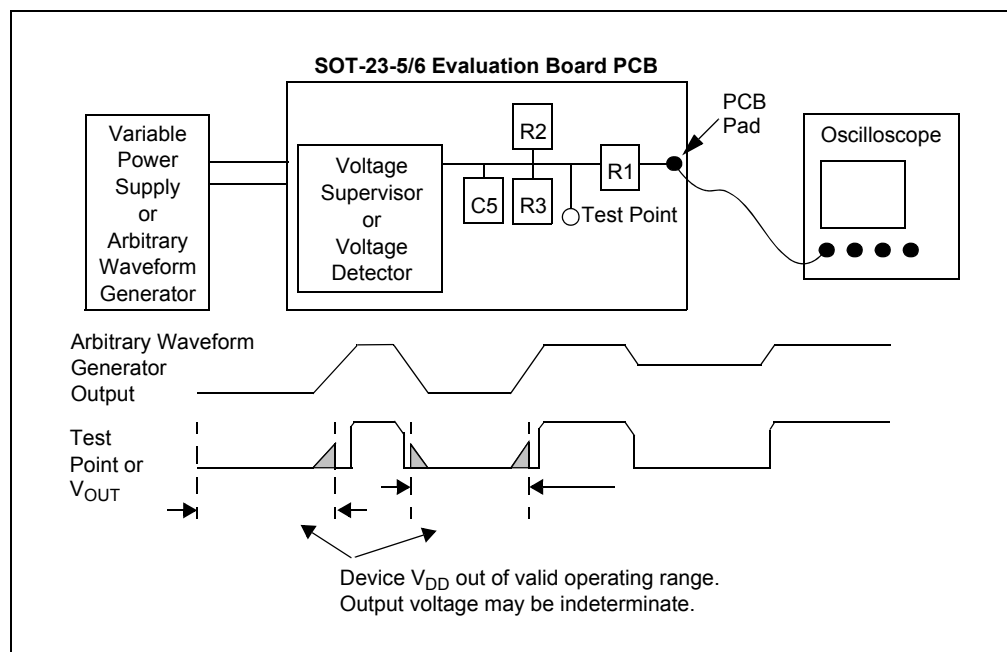 SOT-23-5/6 Evaluation Board PCB
Variable
Power
Supply
or
Arbitrary
Waveform
Generator
Voltage
Supervisor
or
Voltage
Detector
C5
R2
R3
Test Point
R1
PCB
Pad
Oscilloscope
Arbitrary Waveform
Generator
Output
Test
Point or
VOUT
Device VDD out of valid operating range.
Output voltage may be indeterminate.